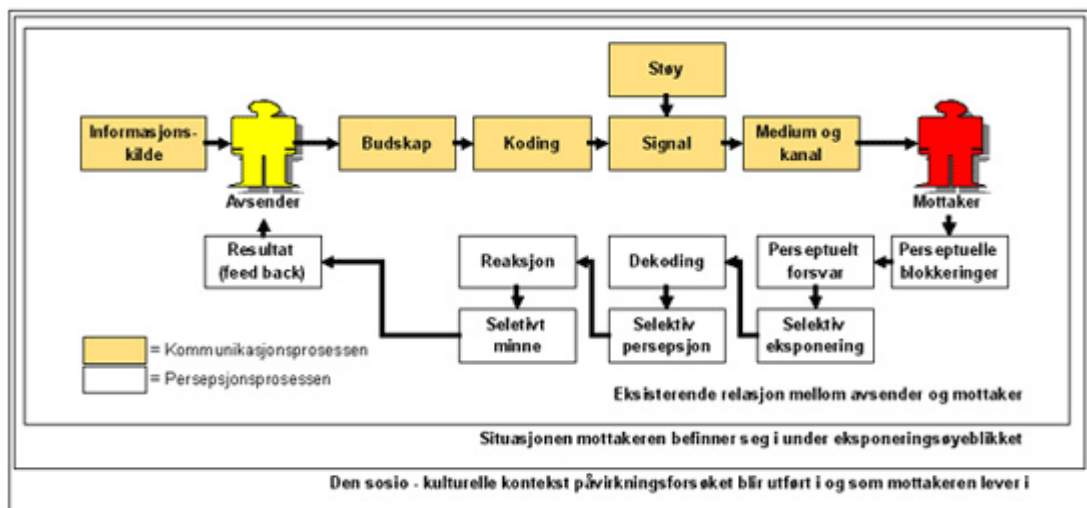 Støy
Informasjons-
kilde
Budskap
Koding
Signal
Medium og
kanal
Avsender
Mottaker
Resultat
(feed back)
Reaksjon
Dekoding
Perseptuelt
forsvar
Perseptuelle
blokkeringer
Seletivt
minne
Selektiv
persepsjon
Selektiv
eksponering
= Kommunikasjonsprosessen
= Persepsjonsprosessen
Eksisterende relasjon mellom avsender og mottaker
Situasjonen mottakeren befinner seg i under eksponeringsøyeblikket
Den sosio - kulturelle kontekst påvirkningsforsøket blir utført i og som mottakeren lever i